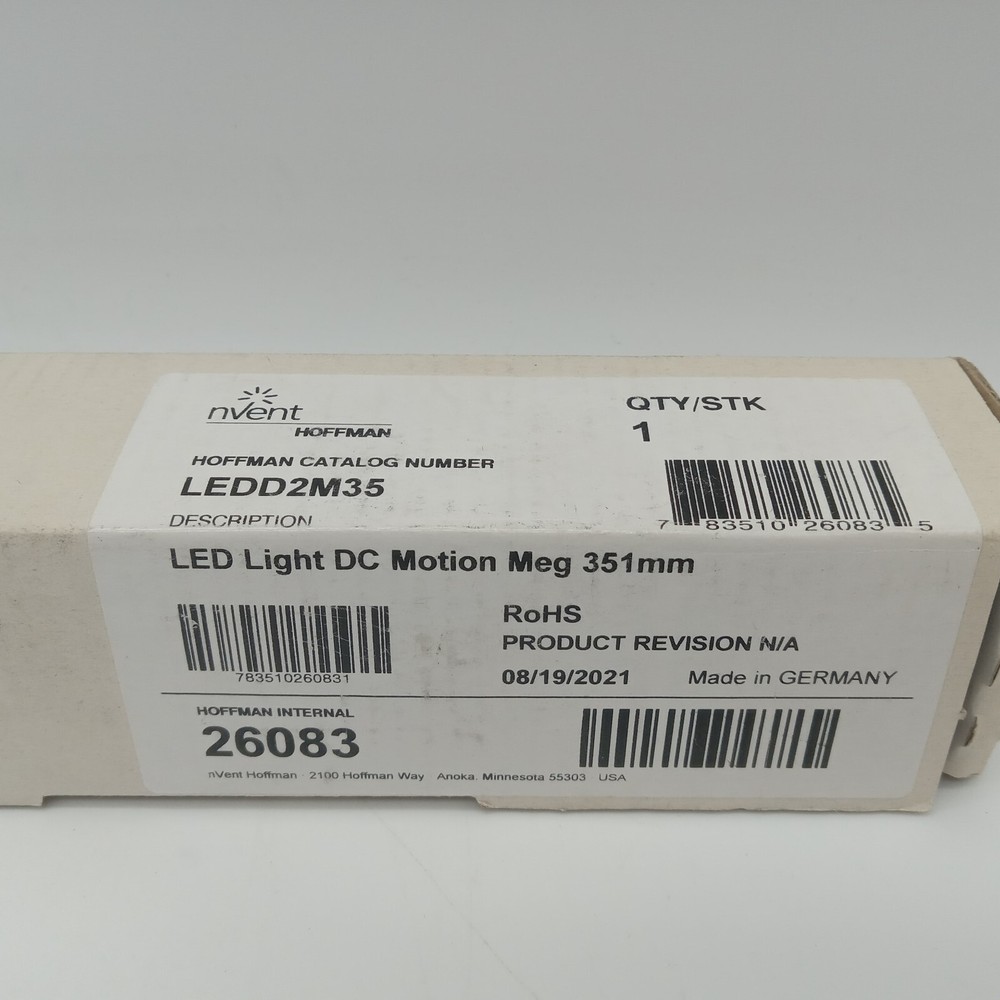 nVent
HOFFMAN
QTY/STK
1
HOFFMAN CATALOG NUMBER
LEDD2M35
7 83510 26083 5
DESCRIPTION
LED Light DC Motion Meg 351mm
783510260831
RoHS
PRODUCT REVISION N/A
08/19/2021 Made in GERMANY
HOFFMAN INTERNAL
26083
nVent Hoffman · 2100 Hoffman Way Anoka, Minnesota 55303 USA